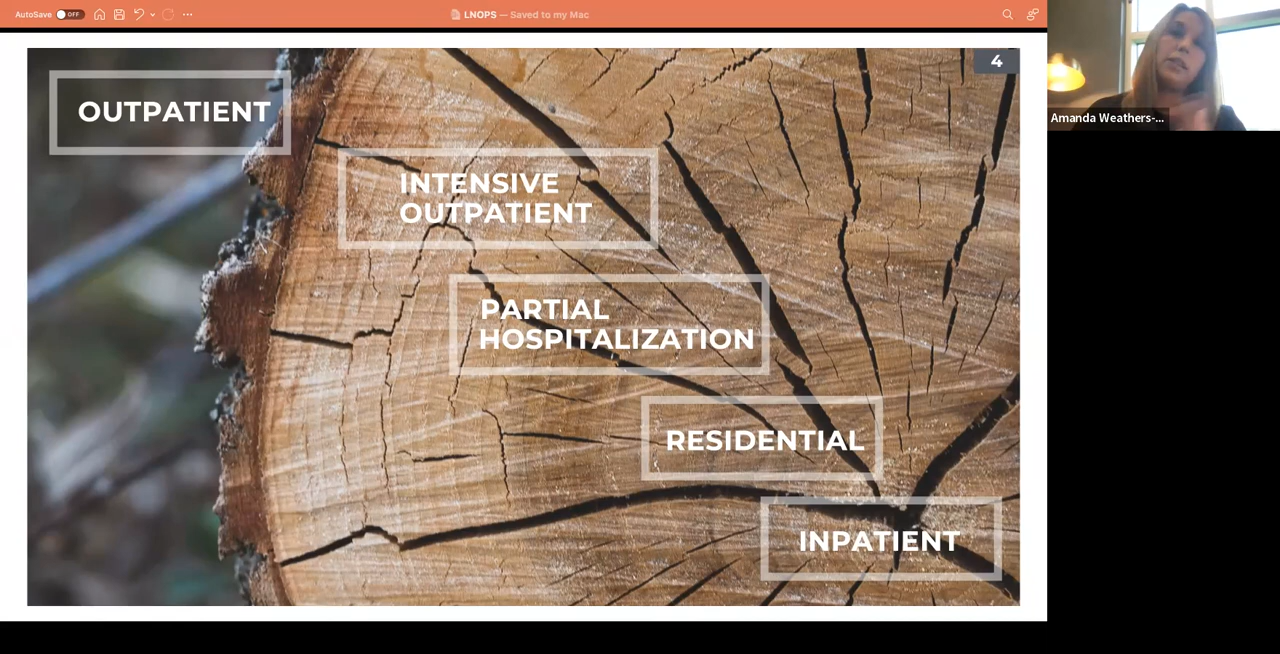 AutoSave OFF
LNOPS — Saved to my Mac
4
OUTPATIENT
INTENSIVE
OUTPATIENT
PARTIAL
HOSPITALIZATION
RESIDENTIAL
INPATIENT
Amanda Weathers-...